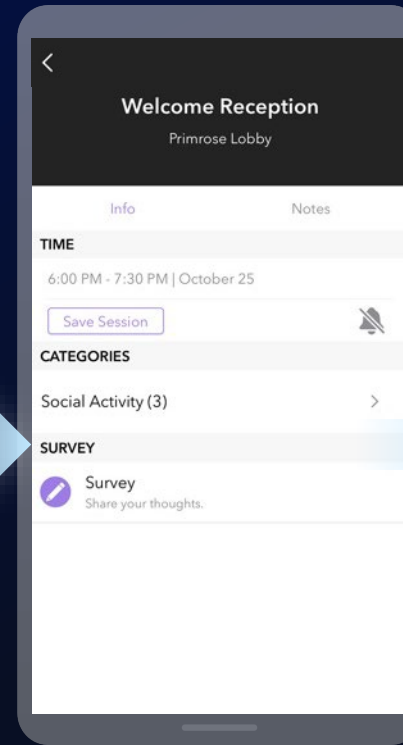 Welcome Reception
Primrose Lobby
Info Notes
TIME
6:00 PM - 7:30 PM | October 25
Save Session
CATEGORIES
Social Activity (3)
SURVEY
Survey
Share your thoughts.